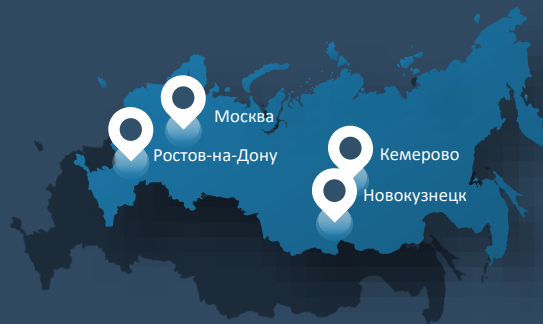 Москва
Ростов-на-Дону
Кемерово
Новокузнецк